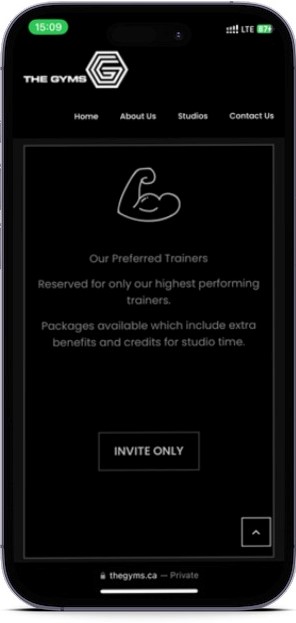 15:09
LTE 87
THE GYMS
Home About Us Studios Contact Us
Our Preferred Trainers
Reserved for only our highest performing
trainers.
Packages available which include extra
benefits and credits for studio time.
INVITE ONLY
thegyms.ca — Private